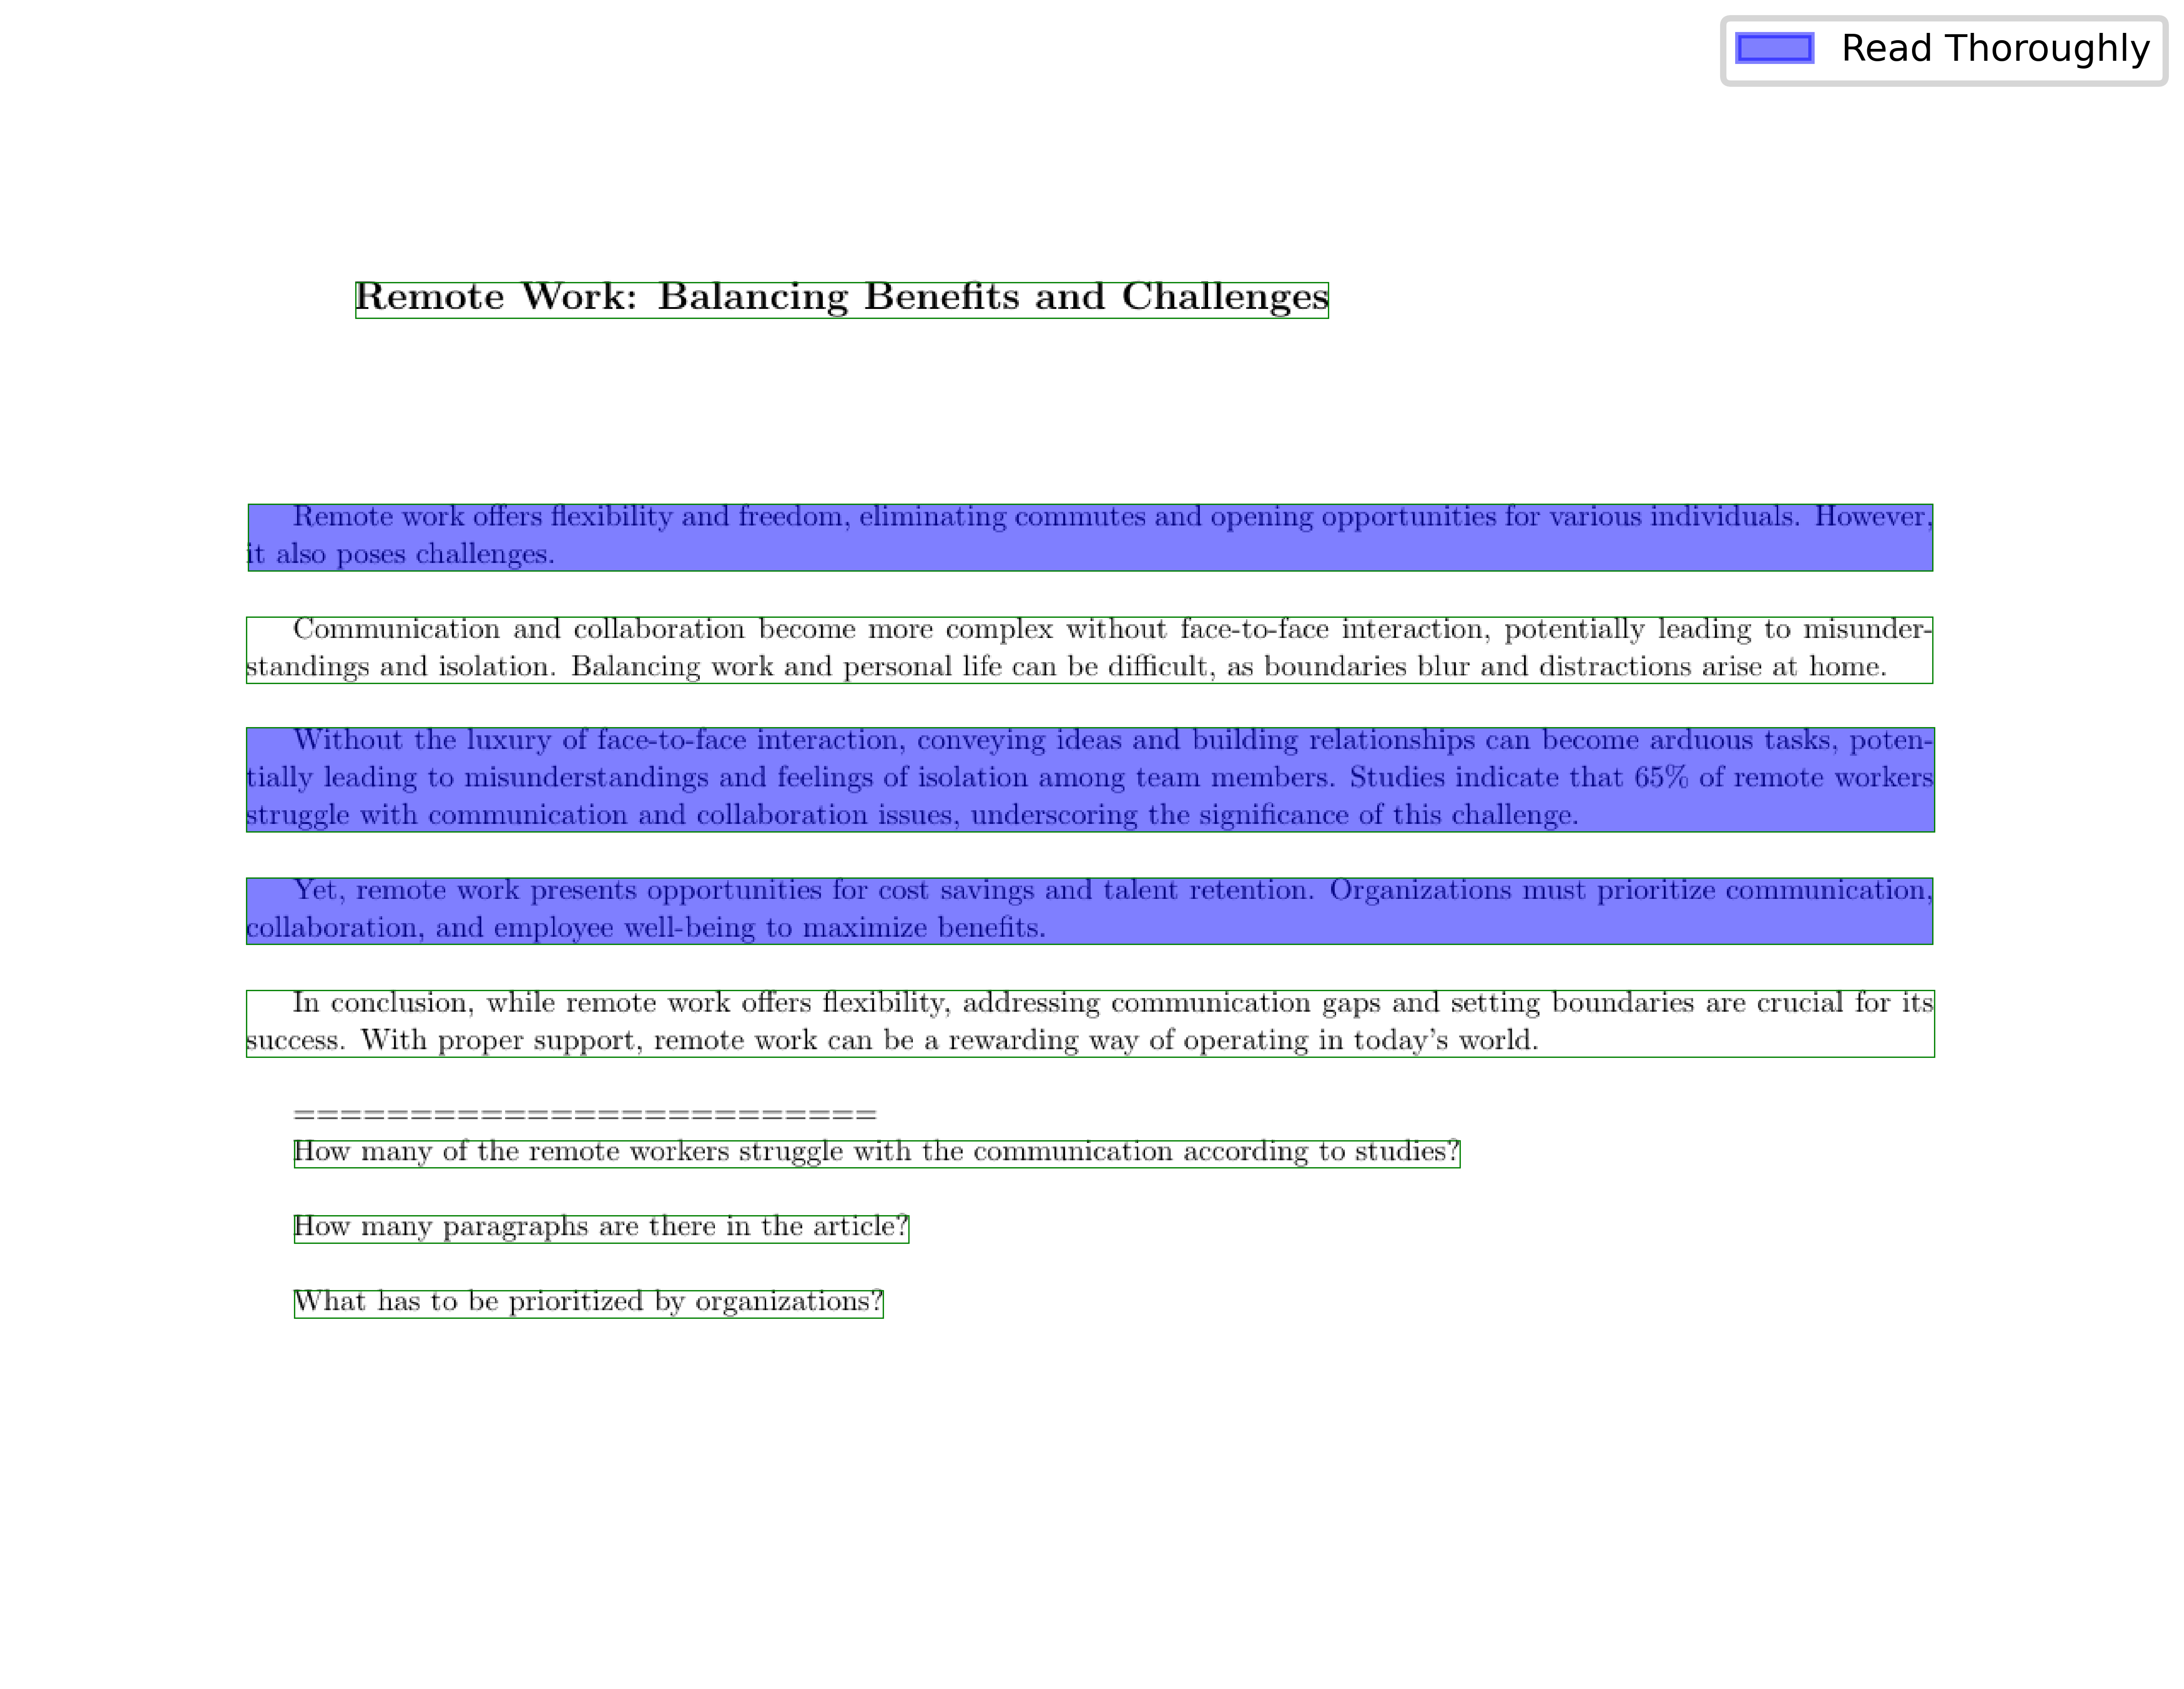 Read Thoroughly
Remote Work: Balancing Benefits and Challenges
Remote work offers flexibility and freedom, eliminating commutes and opening opportunities for various individuals. However,
it also poses challenges.
Communication and collaboration become more complex without face-to-face interaction, potentially leading to misunder-
standings and isolation. Balancing work and personal life can be difficult, as boundaries blur and distractions arise at home.
Without the luxury of face-to-face interaction, conveying ideas and building relationships can become arduous tasks, poten-
tially leading to misunderstandings and feelings of isolation among team members. Studies indicate that 65% of remote workers
struggle with communication and collaboration issues, underscoring the significance of this challenge.
Yet, remote work presents opportunities for cost savings and talent retention. Organizations must prioritize communication,
collaboration, and employee well-being to maximize benefits.
In conclusion, while remote work offers flexibility, addressing communication gaps and setting boundaries are crucial for its
success. With proper support, remote work can be a rewarding way of operating in today's world.
=========================
How many of the remote workers struggle with the communication according to studies?
How many paragraphs are there in the article?
What has to be prioritized by organizations?